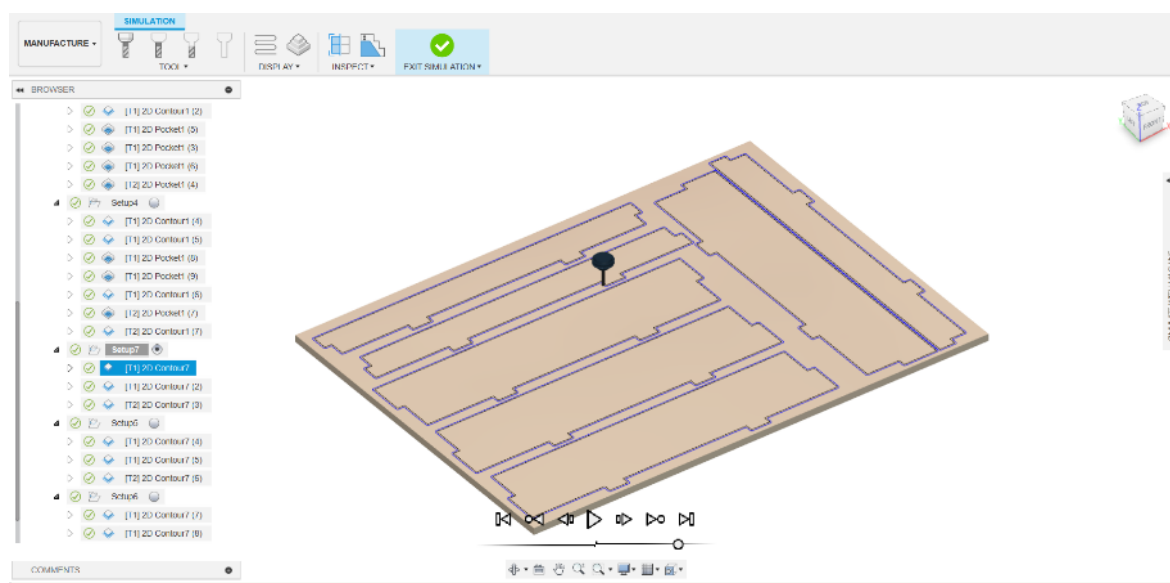 SIMULATION
MANUFACTURE
TOOL
DISPLAY
INSPECT
EXIT SIMULATION
BROWSER
[T1] 2D Contour1 (2)
[T1] 2D Pocket1 (5)
[T1] 2D Pocket1 (3)
[T1] 2D Pocket1 (6)
[T2] 2D Pocket1 (4)
Setup4
[T1] 2D Contour1 (4)
[T1] 2D Contour1 (5)
[T1] 2D Pocket1 (8)
[T1] 2D Pocket1 (9)
[T1] 2D Contour1 (6)
[T2] 2D Pocket1 (7)
[T2] 2D Contour1 (7)
Setup7
[T1] 2D Contour7
[T1] 2D Contour7 (2)
[T2] 2D Contour7 (3)
Setup5
[T1] 2D Contour7 (4)
[T1] 2D Contour7 (5)
[T2] 2D Contour7 (6)
Setup6
[T1] 2D Contour7 (7)
[T1] 2D Contour7 (8)
COMMENTS
FRONT